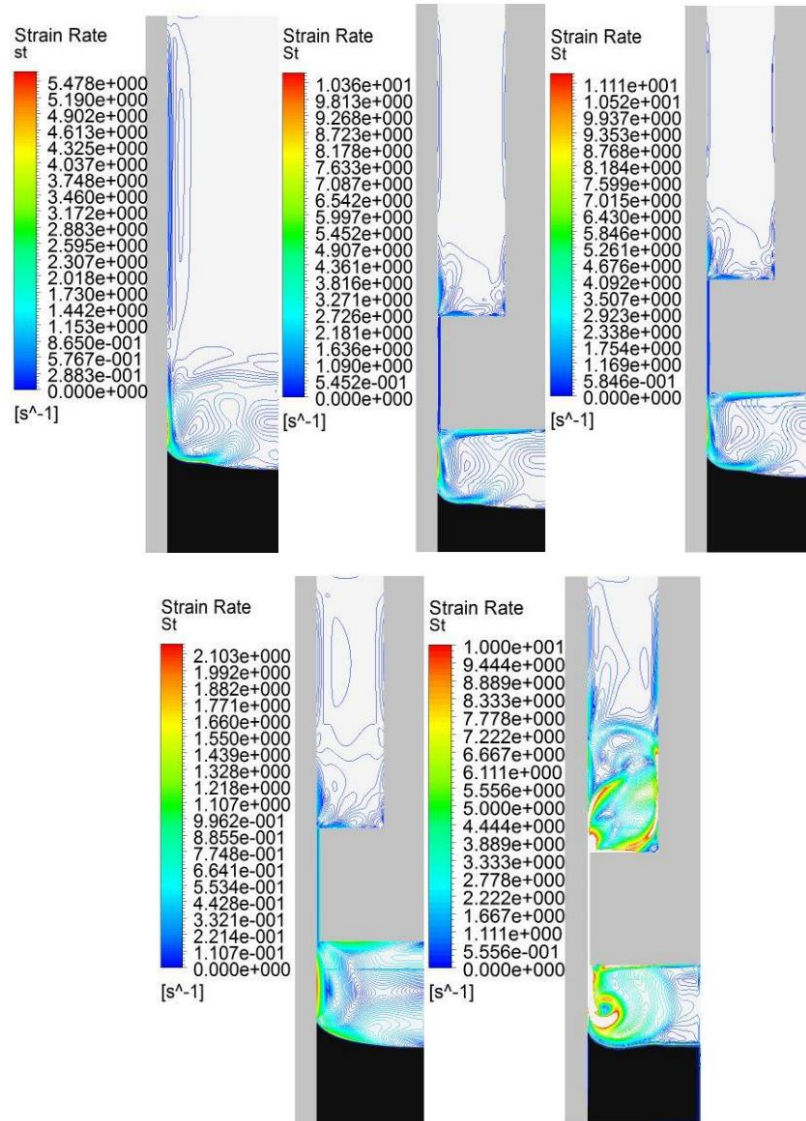 Strain Rate
st
5.478e+000
5.190e+000
4.902e+000
4.613e+000
4.325e+000
4.037e+000
3.748e+000
3.460e+000
3.172e+000
2.883e+000
2.595e+000
2.307e+000
2.018e+000
1.730e+000
1.442e+000
1.153e+000
8.650e-001
5.767e-001
2.883e-001
0.000e+000
[s^-1]
Strain Rate
St
1.036e+001
9.813e+000
9.268e+000
8.723e+000
8.178e+000
7.633e+000
7.087e+000
6.542e+000
5.997e+000
5.452e+000
4.907e+000
4.361e+000
3.816e+000
3.271e+000
2.726e+000
2.181e+000
1.636e+000
1.090e+000
5.452e-001
0.000e+000
[s^-1]
Strain Rate
St
1.111e+001
1.052e+001
9.937e+000
9.353e+000
8.768e+000
8.184e+000
7.599e+000
7.015e+000
6.430e+000
5.846e+000
5.261e+000
4.676e+000
4.092e+000
3.507e+000
2.923e+000
2.338e+000
1.754e+000
1.169e+000
5.846e-001
0.000e+000
[s^-1]
Strain Rate
St
2.103e+000
1.992e+000
1.882e+000
1.771e+000
1.660e+000
1.550e+000
1.439e+000
1.328e+000
1.218e+000
1.107e+000
9.962e-001
8.855e-001
7.748e-001
6.641e-001
5.534e-001
4.428e-001
3.321e-001
2.214e-001
1.107e-001
0.000e+000
[s^-1]
Strain Rate
St
1.000e+001
9.444e+000
8.889e+000
8.333e+000
7.778e+000
7.222e+000
6.667e+000
6.111e+000
5.556e+000
5.000e+000
4.444e+000
3.889e+000
3.333e+000
2.778e+000
2.222e+000
1.667e+000
1.111e+000
5.556e-001
0.000e+000
[s^-1]